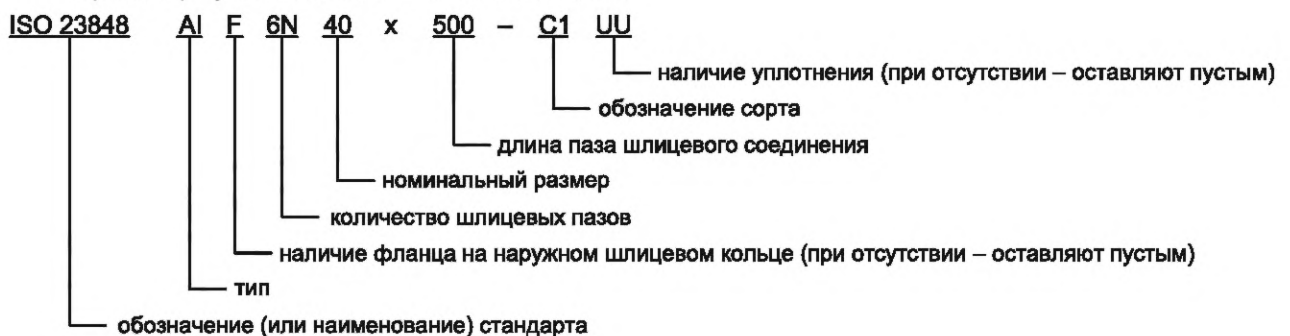 ISO 23848 AI F 6N 40 x 500 – C1 UU
наличие уплотнения (при отсутствии – оставляют пустым)
обозначение сорта
длина паза шлицевого соединения
номинальный размер
количество шлицевых пазов
наличие фланца на наружном шлицевом кольце (при отсутствии – оставляют пустым)
тип
обозначение (или наименование) стандарта